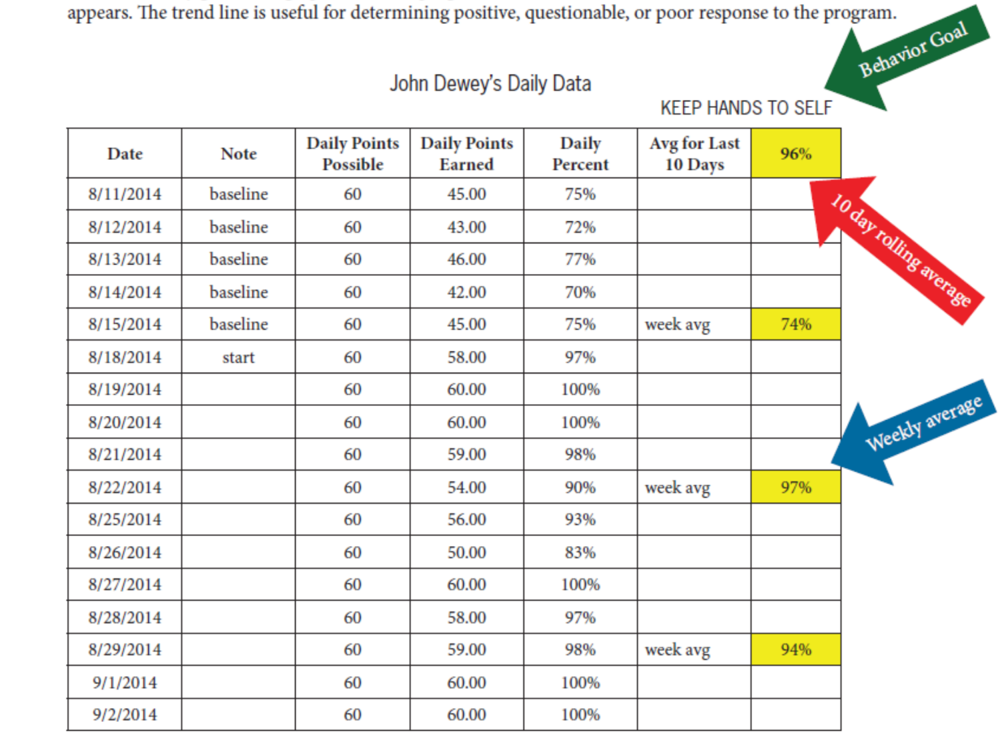 appears. The trend line is useful for determining positive, questionable, or poor response to the program.
Behavior Goal
John Dewey's Daily Data
KEEP HANDS TO SELF
Date Note Daily Points Possible Daily Points Earned Daily Percent Avg for Last 10 Days 96%
10 day rolling average
8/11/2014 baseline 60 45.00 75%
8/12/2014 baseline 60 43.00 72%
8/13/2014 baseline 60 46.00 77%
8/14/2014 baseline 60 42.00 70%
8/15/2014 baseline 60 45.00 75% week avg 74%
8/18/2014 start 60 58.00 97%
8/19/2014 60 60.00 100%
8/20/2014 60 60.00 100%
Weekly average
8/21/2014 60 59.00 98%
8/22/2014 60 54.00 90% week avg 97%
8/25/2014 60 56.00 93%
8/26/2014 60 50.00 83%
8/27/2014 60 60.00 100%
8/28/2014 60 58.00 97%
8/29/2014 60 59.00 98% week avg 94%
9/1/2014 60 60.00 100%
9/2/2014 60 60.00 100%